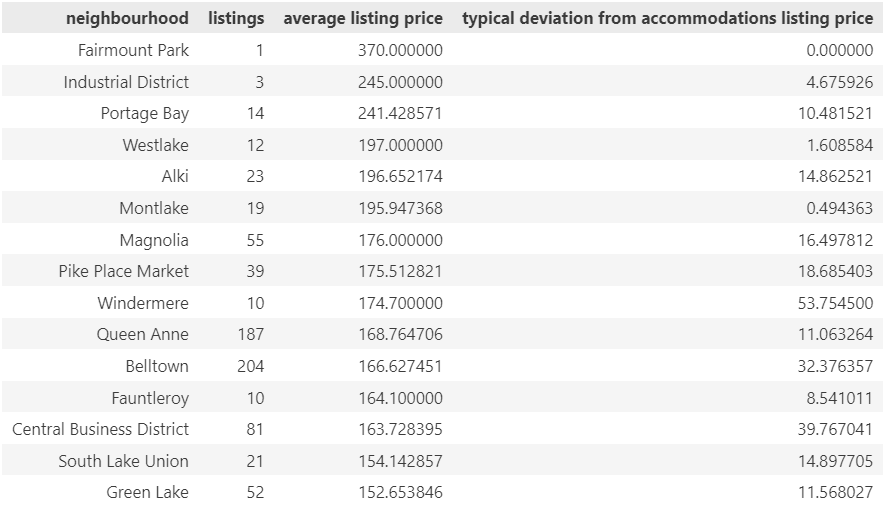 neighbourhood listings average listing price typical deviation from accommodations listing price
Fairmount Park 1 370.000000 0.000000
Industrial District 3 245.000000 4.675926
Portage Bay 14 241.428571 10.481521
Westlake 12 197.000000 1.608584
Alki 23 196.652174 14.862521
Montlake 19 195.947368 0.494363
Magnolia 55 176.000000 16.497812
Pike Place Market 39 175.512821 18.685403
Windermere 10 174.700000 53.754500
Queen Anne 187 168.764706 11.063264
Belltown 204 166.627451 32.376357
Fauntleroy 10 164.100000 8.541011
Central Business District 81 163.728395 39.767041
South Lake Union 21 154.142857 14.897705
Green Lake 52 152.653846 11.568027